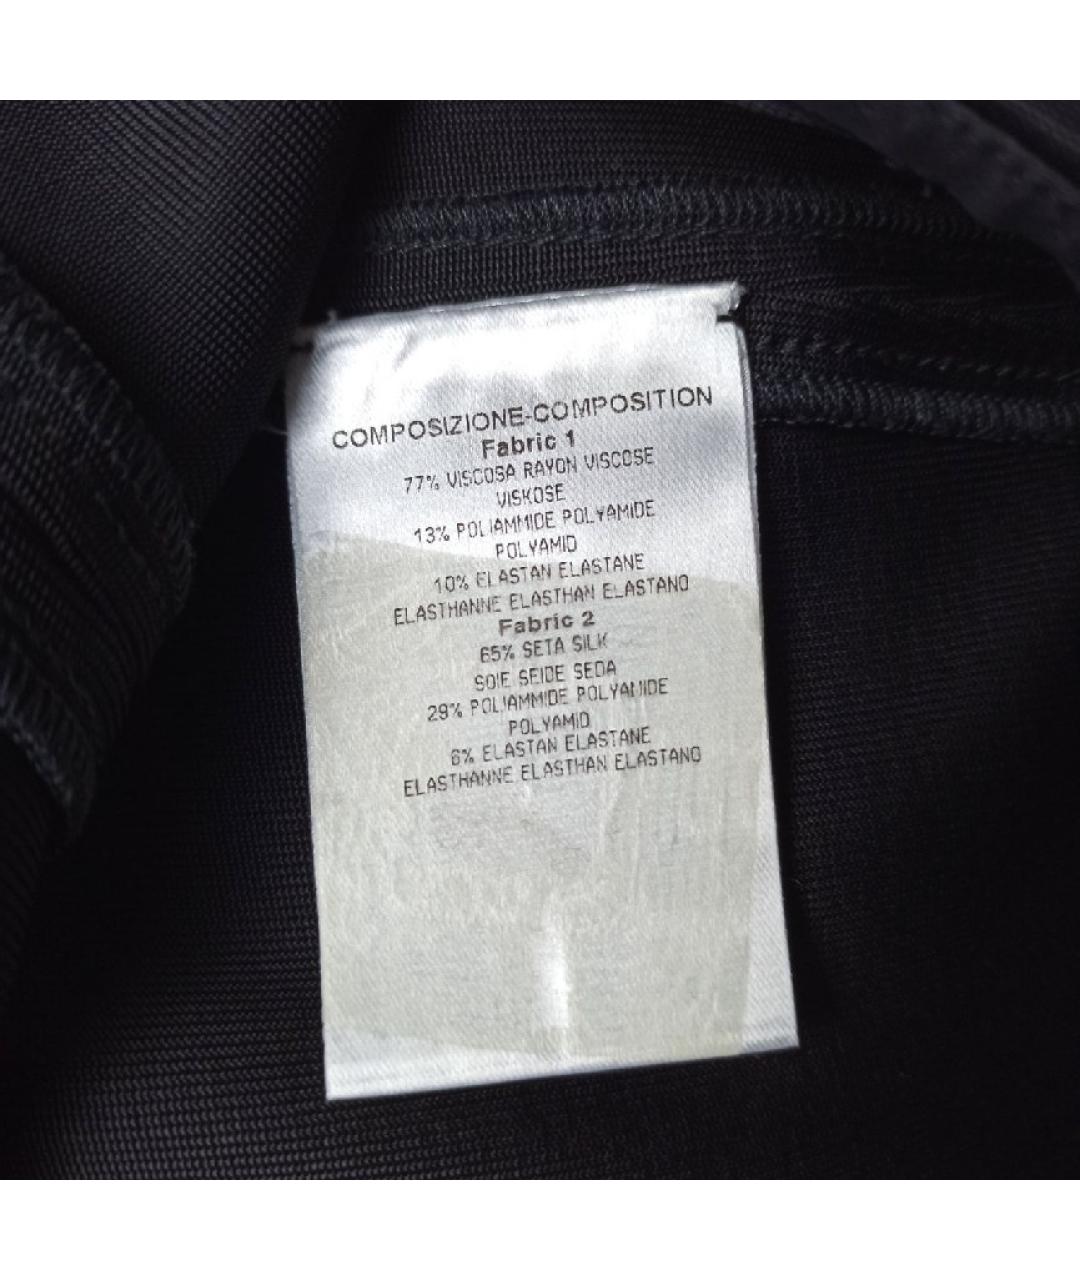 COMPOSIZIONE-COMPOSITION
Fabric 1
77% VISCOSA RAYON VISCOSE
VISKOSE
13% POLIAMMIDE POLYAMIDE
POLYAMID
10% ELASTAN ELASTANE
ELASTHANNE ELASTHAN ELASTANO
Fabric 2
65% SETA SILK
SOIE SEIDE SEDA
29% POLIAMMIDE POLYAMIDE
POLYAMID
6% ELASTAN ELASTANE
ELASTHANNE ELASTHAN ELASTANO